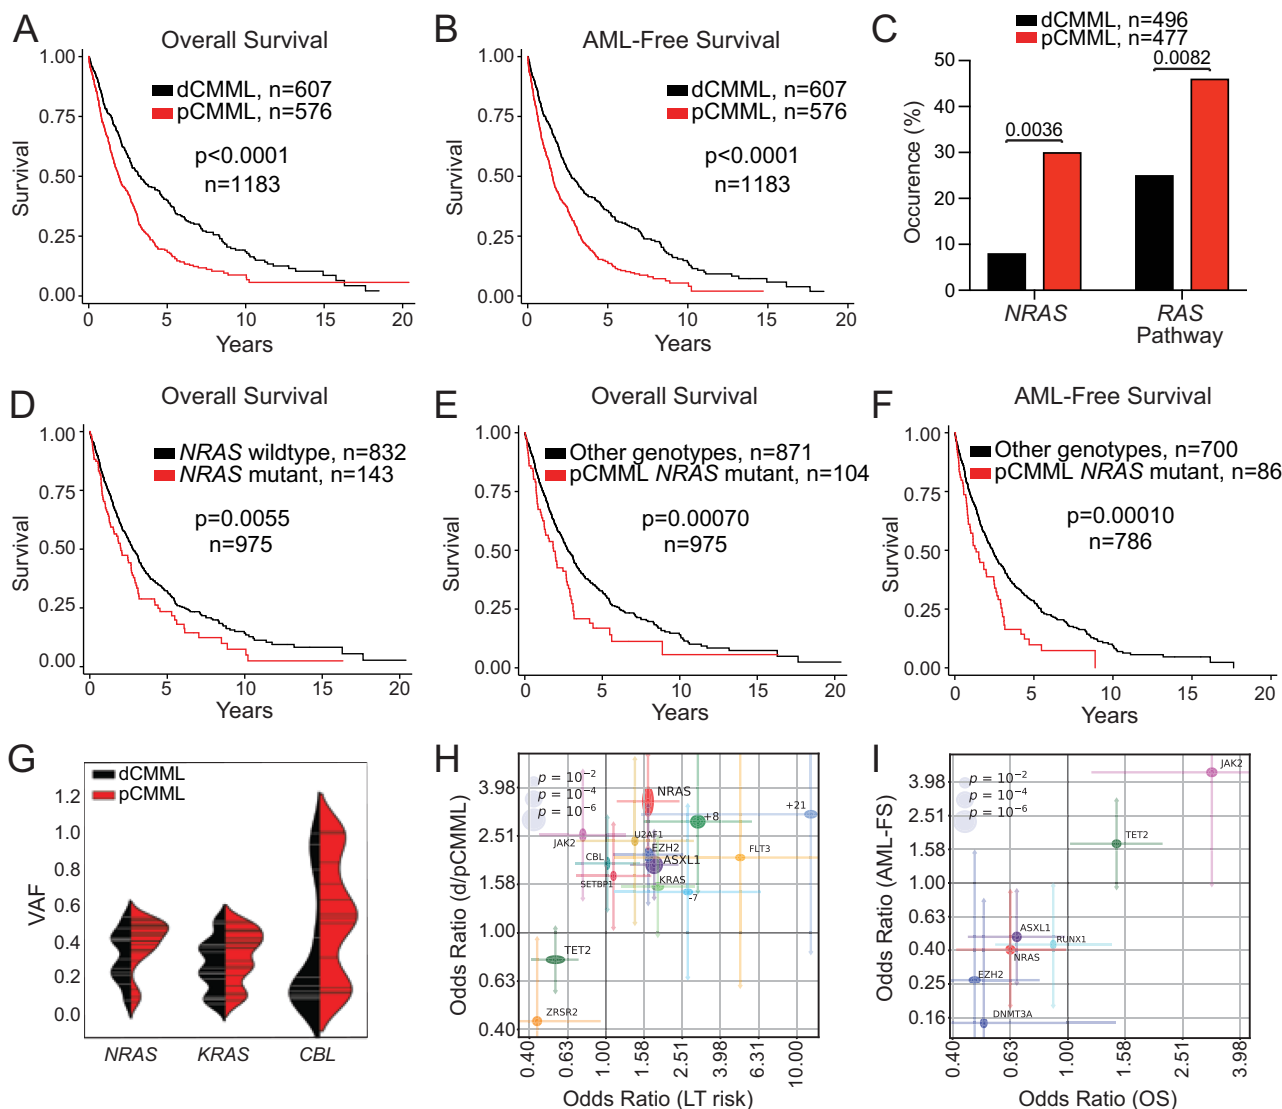 A
Overall Survival
1.00
0.75
0.50
0.25
0.00
Survival
dCMML, n=607
pCMML, n=576
p<0.0001
n=1183
0 5 10 15 20
Years
B
AML-Free Survival
1.00
0.75
0.50
0.25
0.00
Survival
dCMML, n=607
pCMML, n=576
p<0.0001
n=1183
0 5 10 15 20
Years
C
dCMML, n=496
pCMML, n=477
50
40
30
20
10
0
Occurence (%)
0.0036
0.0082
NRAS
RAS
Pathway
D
Overall Survival
1.00
0.75
0.50
0.25
0.00
Survival
NRAS wildtype, n=832
NRAS mutant, n=143
p=0.0055
n=975
0 5 10 15 20
Years
E
Overall Survival
1.00
0.75
0.50
0.25
0.00
Survival
Other genotypes, n=871
pCMML NRAS mutant, n=104
p=0.00070
n=975
0 5 10 15 20
Years
F
AML-Free Survival
1.00
0.75
0.50
0.25
0.00
Survival
Other genotypes, n=700
pCMML NRAS mutant, n=86
p=0.00010
n=786
0 5 10 15 20
Years
G
dCMML
pCMML
1.2
1.0
0.8
0.6
0.4
0.2
0.0
VAF
NRAS KRAS CBL
H
p = 10⁻²
p = 10⁻⁴
p = 10⁻⁶
3.98
2.51
1.58
1.00
0.63
0.40
Odds Ratio (d/pCMML)
NRAS
+21
+8
JAK2
U2AF1
EZH2
FLT3
CBL
ASXL1
SETBP1
KRAS
-7
TET2
ZRSR2
0.40 0.63 1.00 1.58 2.51 3.98 6.31 10.00
Odds Ratio (LT risk)
I
p = 10⁻²
p = 10⁻⁴
p = 10⁻⁶
3.98
2.51
1.58
1.00
0.63
0.40
0.25
0.16
Odds Ratio (AML-FS)
JAK2
TET2
ASXL1
RUNX1
NRAS
EZH2
DNMT3A
0.40 0.63 1.00 1.58 2.51 3.98
Odds Ratio (OS)